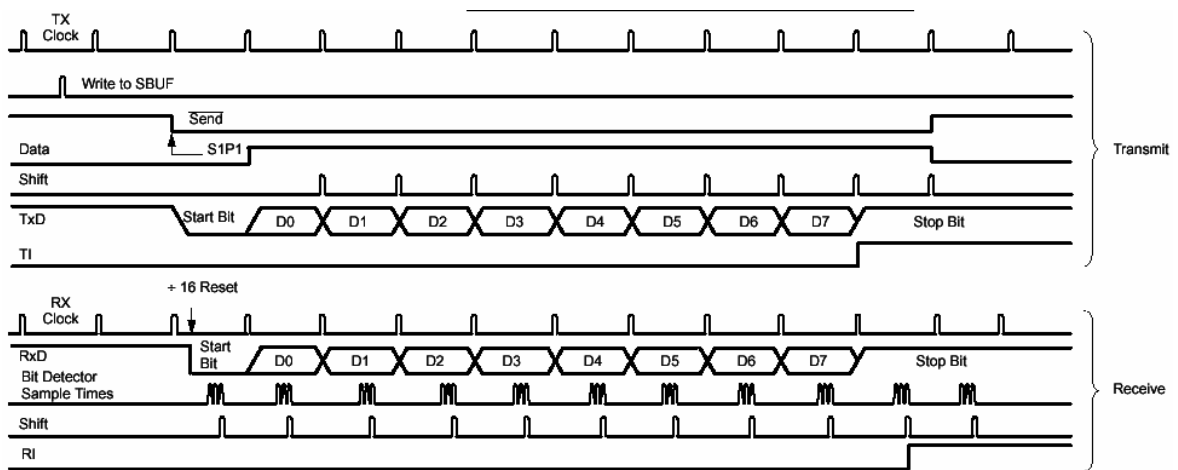 TX
Clock
Write to SBUF
Send
S1P1
Data
Shift
TxD Start Bit D0 D1 D2 D3 D4 D5 D6 D7 Stop Bit
TI
Transmit
÷ 16 Reset
RX
Clock
RxD Start Bit D0 D1 D2 D3 D4 D5 D6 D7 Stop Bit
Bit Detector
Sample Times
Shift
RI
Receive